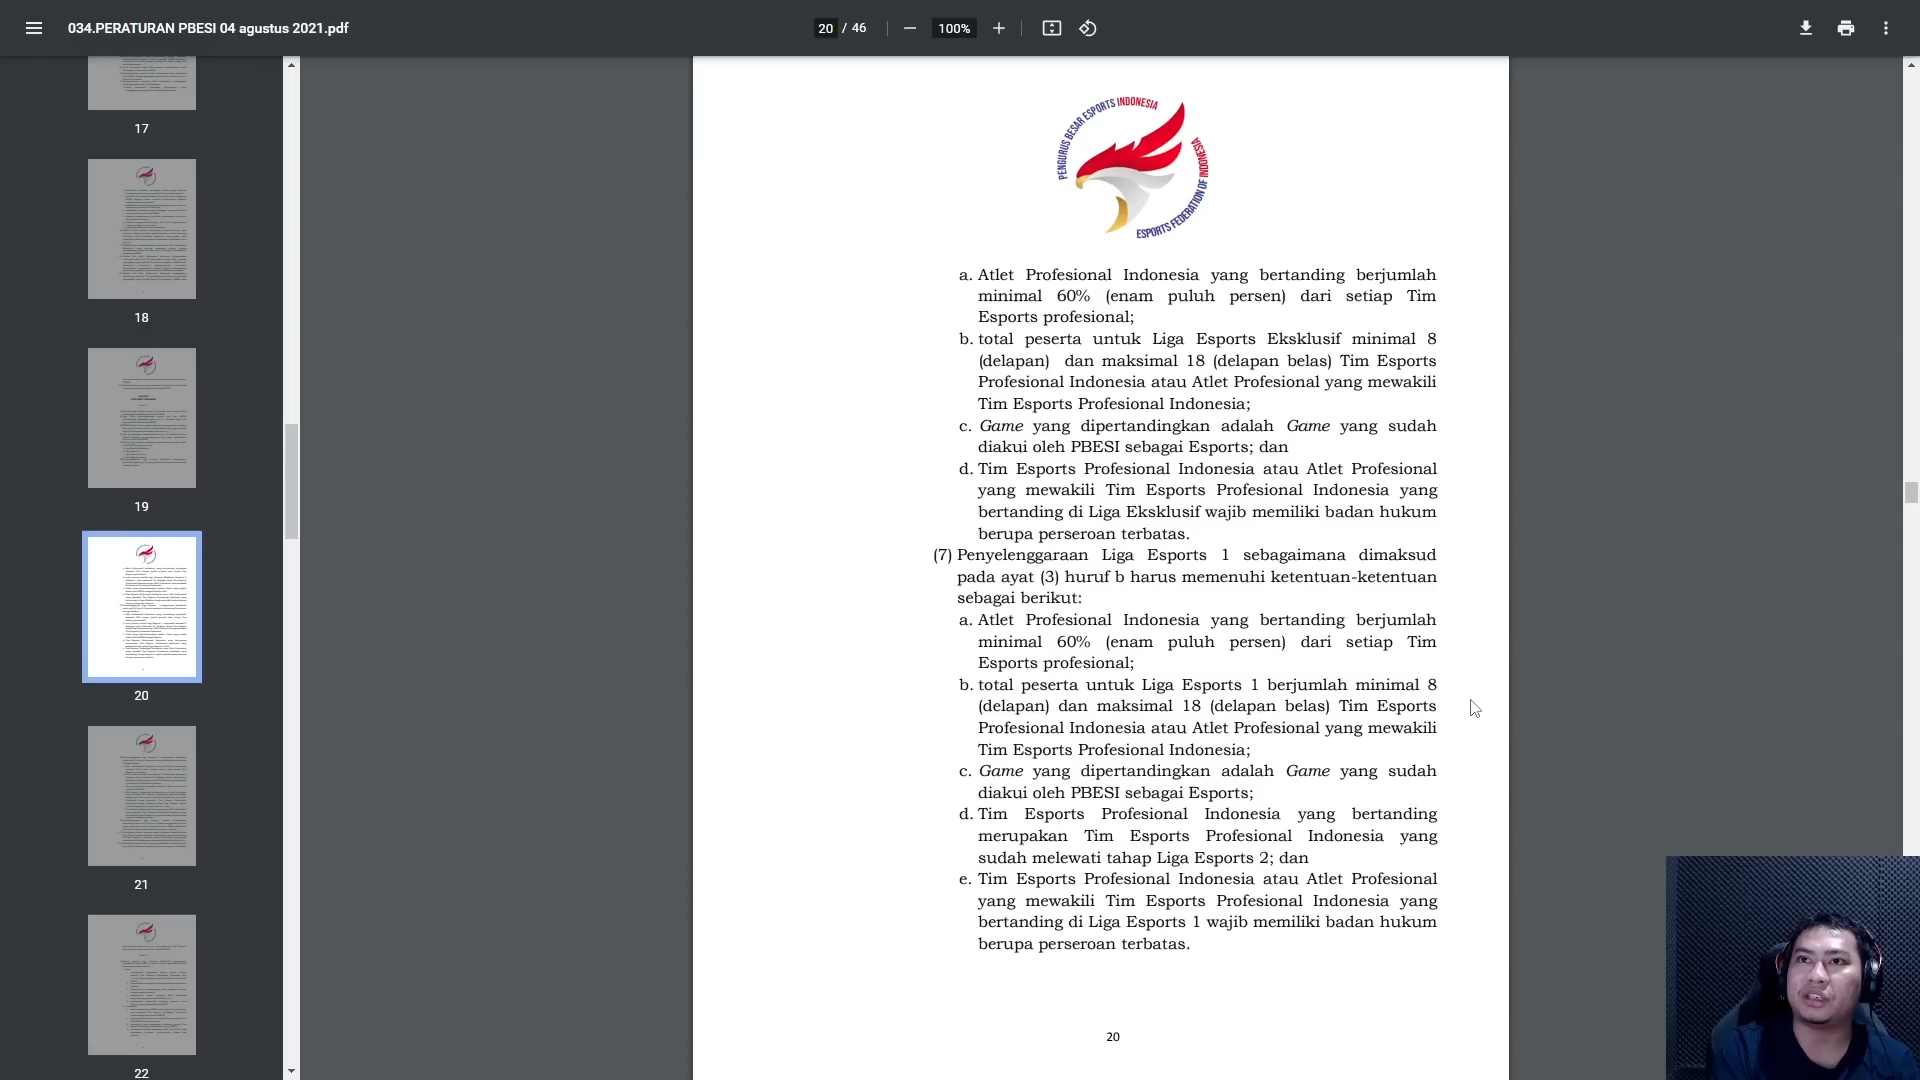 034.PERATURAN PBESI 04 agustus 2021.pdf
20 / 46
100%
17
18
19
20
21
22
PENGURUS BESAR ESPORTS INDONESIA
ESPORTS FEDERATION OF INDONESIA
a. Atlet Profesional Indonesia yang bertanding berjumlah
minimal 60% (enam puluh persen) dari setiap Tim
Esports profesional;
b. total peserta untuk Liga Esports Eksklusif minimal 8
(delapan) dan maksimal 18 (delapan belas) Tim Esports
Profesional Indonesia atau Atlet Profesional yang mewakili
Tim Esports Profesional Indonesia;
c. Game yang dipertandingkan adalah Game yang sudah
diakui oleh PBESI sebagai Esports; dan
d. Tim Esports Profesional Indonesia atau Atlet Profesional
yang mewakili Tim Esports Profesional Indonesia yang
bertanding di Liga Eksklusif wajib memiliki badan hukum
berupa perseroan terbatas.
(7) Penyelenggaraan Liga Esports 1 sebagaimana dimaksud
pada ayat (3) huruf b harus memenuhi ketentuan-ketentuan
sebagai berikut:
a. Atlet Profesional Indonesia yang bertanding berjumlah
minimal 60% (enam puluh persen) dari setiap Tim
Esports profesional;
b. total peserta untuk Liga Esports 1 berjumlah minimal 8
(delapan) dan maksimal 18 (delapan belas) Tim Esports
Profesional Indonesia atau Atlet Profesional yang mewakili
Tim Esports Profesional Indonesia;
c. Game yang dipertandingkan adalah Game yang sudah
diakui oleh PBESI sebagai Esports;
d. Tim Esports Profesional Indonesia yang bertanding
merupakan Tim Esports Profesional Indonesia yang
sudah melewati tahap Liga Esports 2; dan
e. Tim Esports Profesional Indonesia atau Atlet Profesional
yang mewakili Tim Esports Profesional Indonesia yang
bertanding di Liga Esports 1 wajib memiliki badan hukum
berupa perseroan terbatas.
20